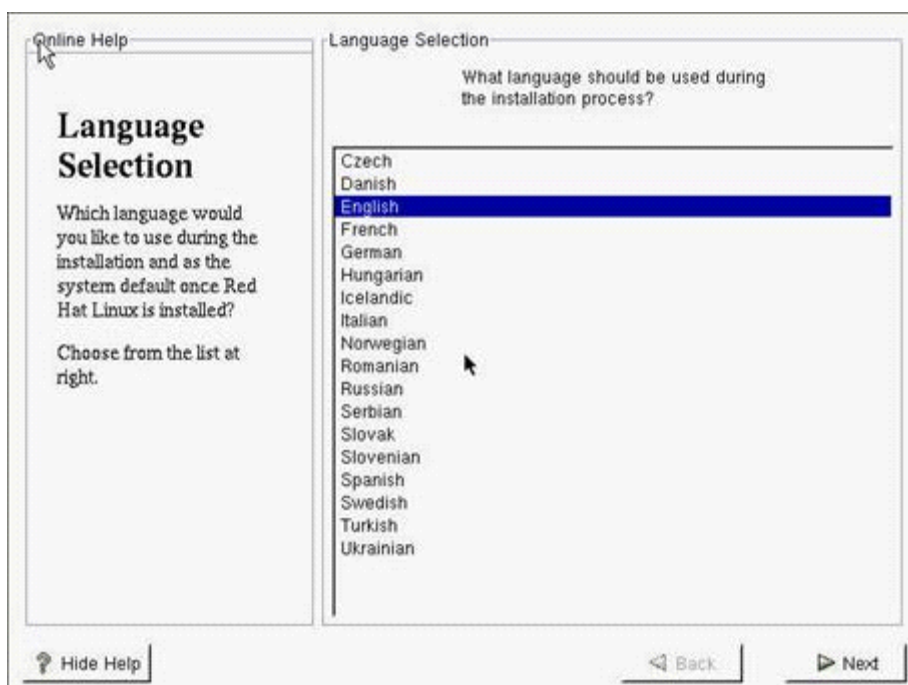 Online Help
Language
Selection
Which language would
you like to use during the
installation and as the
system default once Red
Hat Linux is installed?
Choose from the list at
right.
Language Selection
What language should be used during
the installation process?
Czech
Danish
English
French
German
Hungarian
Icelandic
Italian
Norwegian
Romanian
Russian
Serbian
Slovak
Slovenian
Spanish
Swedish
Turkish
Ukrainian
Hide Help
Back
Next